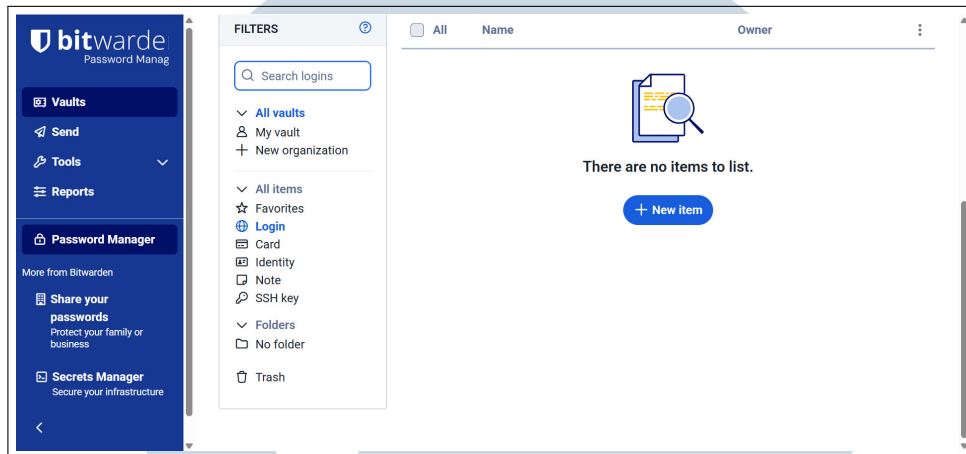 bitwarde
Password Manag
Vaults
Send
Tools
Reports
Password Manager
More from Bitwarden
Share your
passwords
Protect your family or
business
Secrets Manager
Secure your infrastructure
FILTERS
Search logins
All vaults
My vault
New organization
All items
Favorites
Login
Card
Identity
Note
SSH key
Folders
No folder
Trash
All Name Owner
There are no items to list.
+ New item